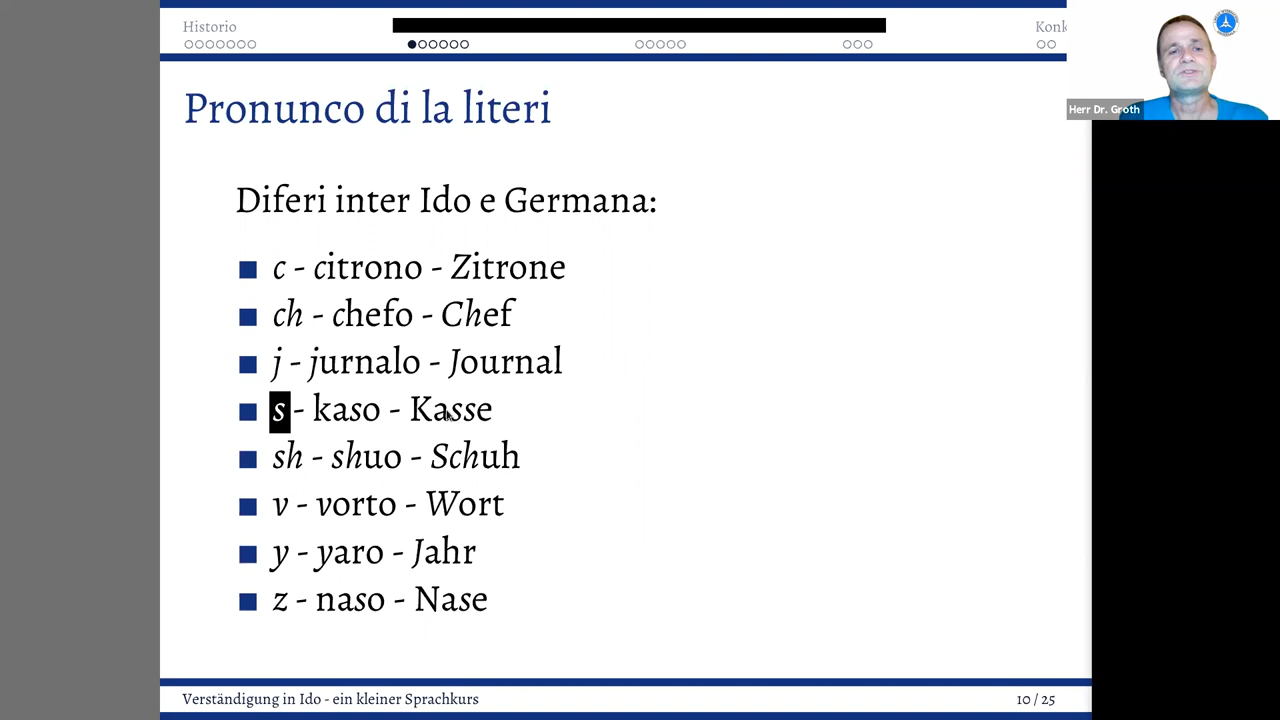 Historio
Konk
Herr Dr. Groth
Pronunco di la literi
Diferi inter Ido e Germana:
c - citrono - Zitrone
ch - chefo - Chef
j - jurnalo - Journal
s - kaso - Kasse
sh - shuo - Schuh
v - vorto - Wort
y - yaro - Jahr
z - naso - Nase
Verständigung in Ido - ein kleiner Sprachkurs
10 / 25